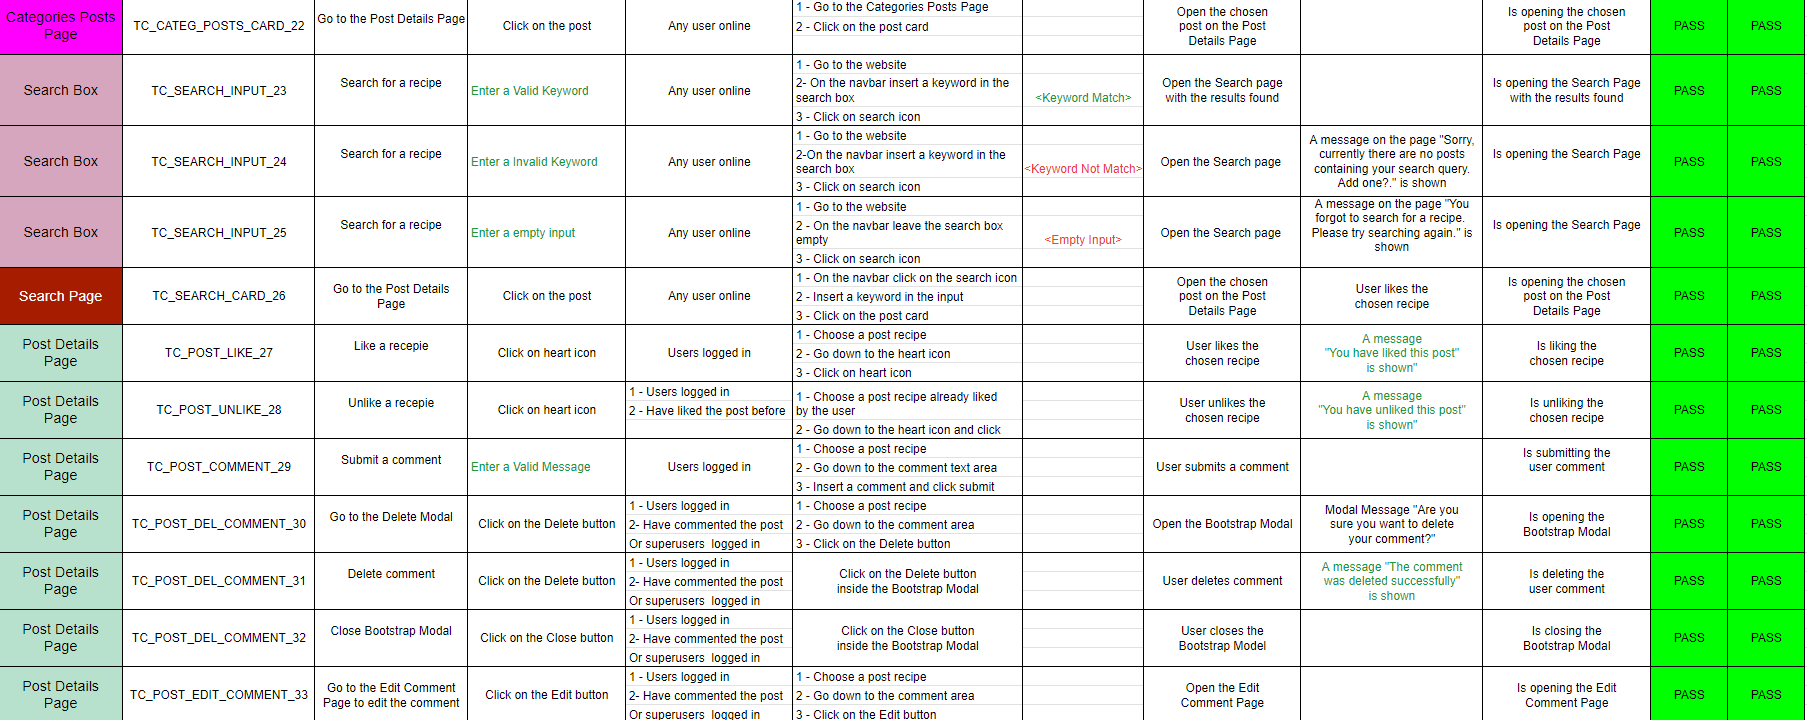 Categories Posts
Page
TC_CATEG_POSTS_CARD_22
Go to the Post Details Page
Click on the post
Any user online
1 - Go to the Categories Posts Page
2 - Click on the post card
Open the chosen
post on the Post
Details Page
Is opening the chosen
post on the Post
Details Page
PASS
PASS
Search Box
TC_SEARCH_INPUT_23
Search for a recipe
Enter a Valid Keyword
Any user online
1 - Go to the website
2- On the navbar insert a keyword in the
search box
3 - Click on search icon
<Keyword Match>
Open the Search page
with the results found
Is opening the Search Page
with the results found
PASS
PASS
Search Box
TC_SEARCH_INPUT_24
Search for a recipe
Enter a Invalid Keyword
Any user online
1 - Go to the website
2-On the navbar insert a keyword in the
search box
3 - Click on search icon
<Keyword Not Match>
Open the Search page
A message on the page "Sorry,
currently there are no posts
containing your search query.
Add one?." is shown
Is opening the Search Page
PASS
PASS
Search Box
TC_SEARCH_INPUT_25
Search for a recipe
Enter a empty input
Any user online
1 - Go to the website
2 - On the navbar leave the search box
empty
3 - Click on search icon
<Empty Input>
Open the Search page
A message on the page "You
forgot to search for a recipe.
Please try searching again." is
shown
Is opening the Search Page
PASS
PASS
Search Page
TC_SEARCH_CARD_26
Go to the Post Details
Page
Click on the post
Any user online
1 - On the navbar click on the search icon
2 - Insert a keyword in the input
3 - Click on the post card
Open the chosen
post on the Post
Details Page
User likes the
chosen recipe
Is opening the chosen
post on the Post
Details Page
PASS
PASS
Post Details
Page
TC_POST_LIKE_27
Like a recepie
Click on heart icon
Users logged in
1 - Choose a post recipe
2 - Go down to the heart icon
3 - Click on heart icon
User likes the
chosen recipe
A message
"You have liked this post"
is shown"
Is liking the
chosen recipe
PASS
PASS
Post Details
Page
TC_POST_UNLIKE_28
Unlike a recepie
Click on heart icon
1 - Users logged in
2 - Have liked the post before
1 - Choose a post recipe already liked
by the user
2 - Go down to the heart icon and click
User unlikes the
chosen recipe
A message
"You have unliked this post"
is shown"
Is unliking the
chosen recipe
PASS
PASS
Post Details
Page
TC_POST_COMMENT_29
Submit a comment
Enter a Valid Message
Users logged in
1 - Choose a post recipe
2 - Go down to the comment text area
3 - Insert a comment and click submit
User submits a comment
Is submitting the
user comment
PASS
PASS
Post Details
Page
TC_POST_DEL_COMMENT_30
Go to the Delete Modal
Click on the Delete button
1 - Users logged in
2- Have commented the post
Or superusers  logged in
1 - Choose a post recipe
2 - Go down to the comment area
3 - Click on the Delete button
Open the Bootstrap Modal
Modal Message "Are you
sure you want to delete
your comment?"
Is opening the
Bootstrap Modal
PASS
PASS
Post Details
Page
TC_POST_DEL_COMMENT_31
Delete comment
Click on the Delete button
1 - Users logged in
2- Have commented the post
Or superusers  logged in
Click on the Delete button
inside the Bootstrap Modal
User deletes comment
A message "The comment
was deleted successfully"
is shown
Is deleting the
user comment
PASS
PASS
Post Details
Page
TC_POST_DEL_COMMENT_32
Close Bootstrap Modal
Click on the Close button
1 - Users logged in
2- Have commented the post
Or superusers  logged in
Click on the Close button
inside the Bootstrap Modal
User closes the
Bootstrap Model
Is closing the
Bootstrap Modal
PASS
PASS
Post Details
Page
TC_POST_EDIT_COMMENT_33
Go to the Edit Comment
Page to edit the comment
Click on the Edit button
1 - Users logged in
2- Have commented the post
Or superusers  logged in
1 - Choose a post recipe
2 - Go down to the comment area
3 - Click on the Edit button
Open the Edit
Comment Page
Is opening the Edit
Comment Page
PASS
PASS